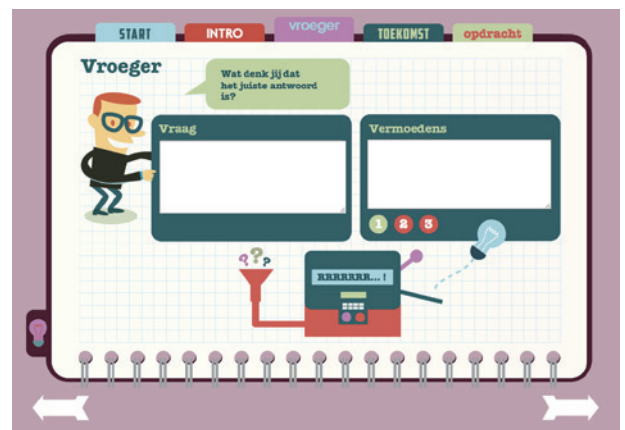 START
INTRO
vroeger
TOEKOMST
opdracht
Vroeger
Wat denk jij dat
het juiste antwoord
is?
Vraag
Vermoedens
1 2 3
???
RRRRRRR...!